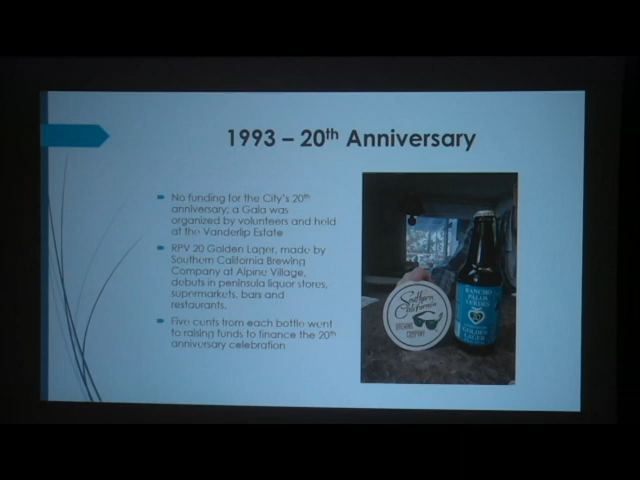 1993 – 20th Anniversary
No funding for the City's 20th
anniversary; a Gala was
organized by volunteers and held
at the Vanderlip Estate
RPV 20 Golden Lager, made by
Southern California Brewing
Company at Alpine Village,
debuts in peninsula liquor stores,
supermarkets, bars and
restaurants.
Five cents from each bottle went
to raising funds to finance the 20th
anniversary celebration
Southern
California
BREWING
COMPANY
RANCHO
PALOS
VERDES
20
GOLDEN
LAGER